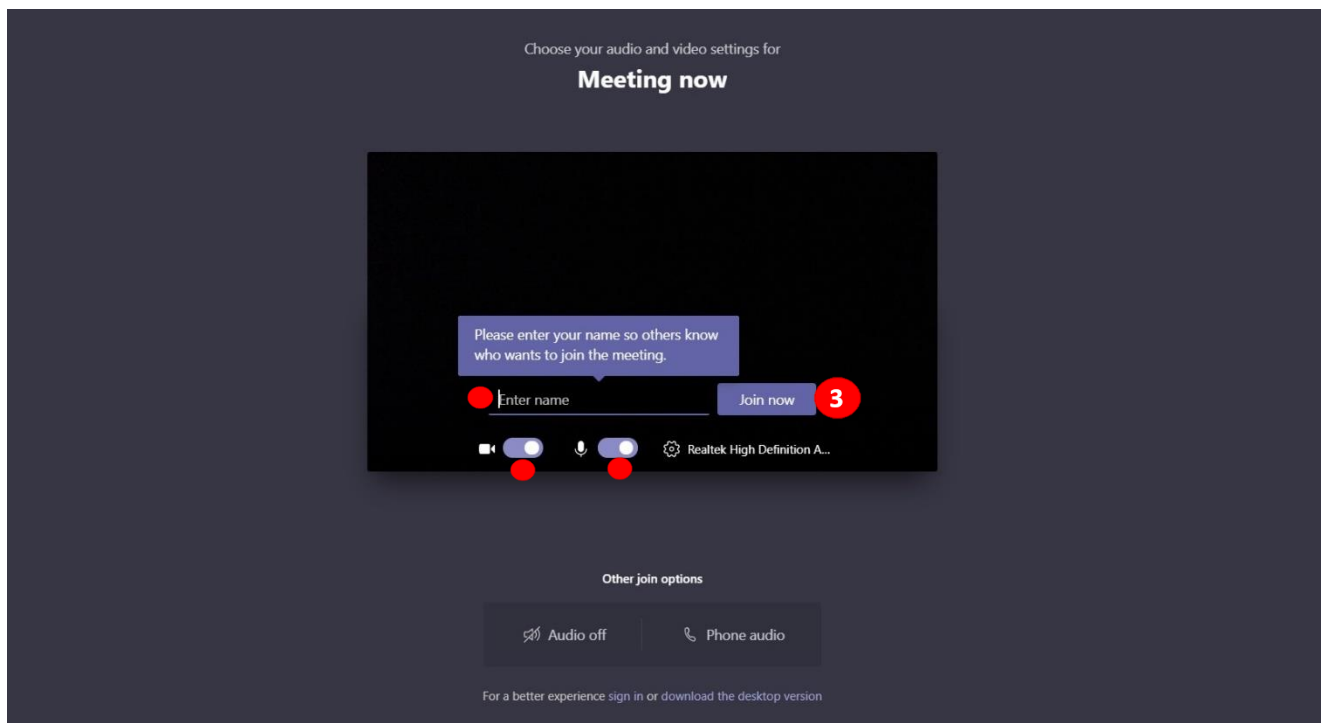 Choose your audio and video settings for
Meeting now
Please enter your name so others know
who wants to join the meeting.
Enter name
Join now
3
Realtek High Definition A...
Other join options
Audio off
Phone audio
For a better experience sign in or download the desktop version